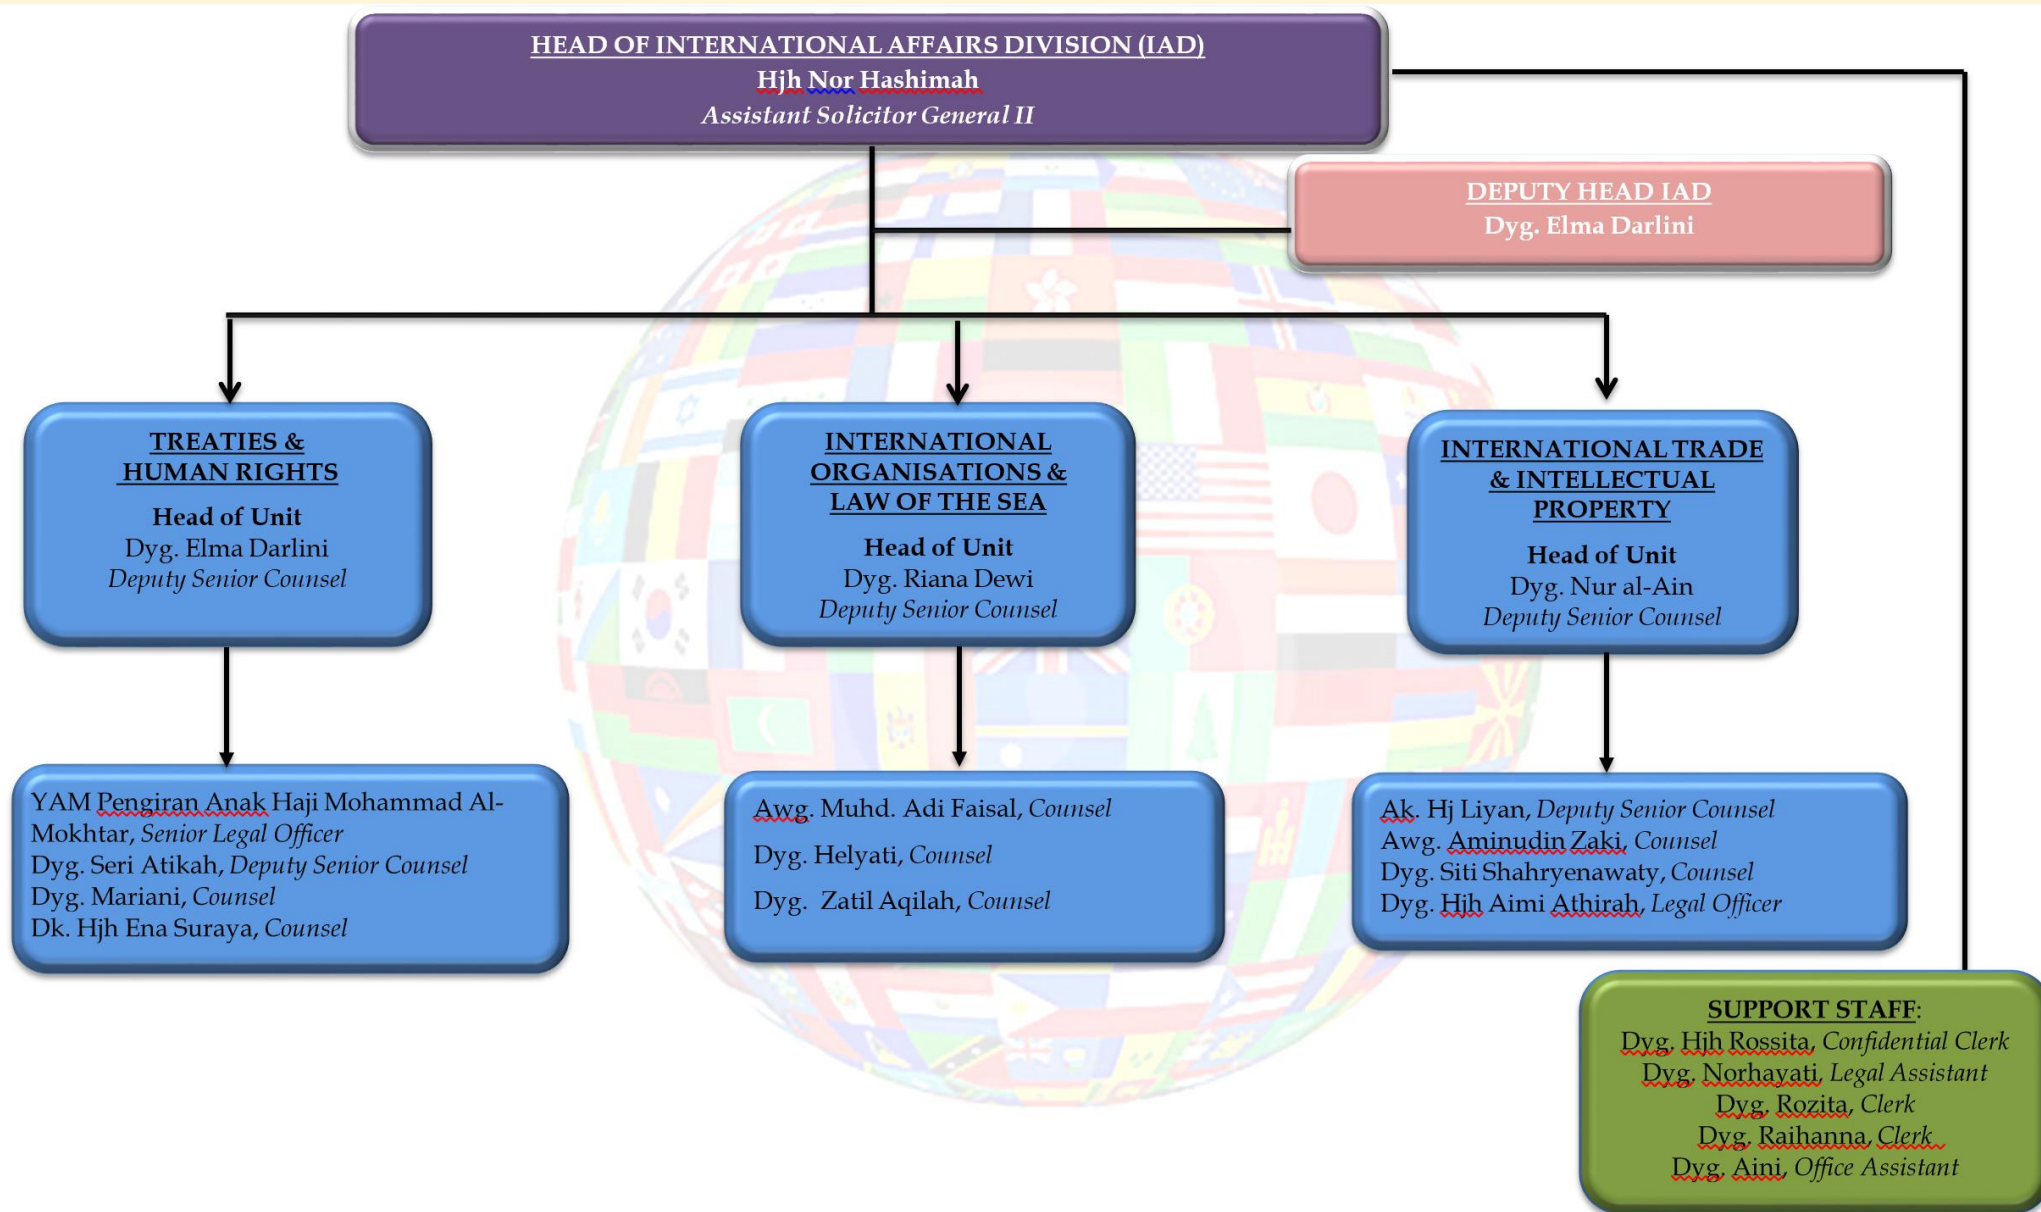 HEAD OF INTERNATIONAL AFFAIRS DIVISION (IAD)
Hjh Nor Hashimah
Assistant Solicitor General II
DEPUTY HEAD IAD
Dyg. Elma Darlini
TREATIES &
HUMAN RIGHTS
Head of Unit
Dyg. Elma Darlini
Deputy Senior Counsel
INTERNATIONAL
ORGANISATIONS &
LAW OF THE SEA
Head of Unit
Dyg. Riana Dewi
Deputy Senior Counsel
INTERNATIONAL TRADE
& INTELLECTUAL
PROPERTY
Head of Unit
Dyg. Nur al-Ain
Deputy Senior Counsel
YAM Pengiran Anak Haji Mohammad Al-
Mokhtar, Senior Legal Officer
Dyg. Seri Atikah, Deputy Senior Counsel
Dyg. Mariani, Counsel
Dk. Hjh Ena Suraya, Counsel
Awg. Muhd. Adi Faisal, Counsel
Dyg. Helyati, Counsel
Dyg. Zatil Aqilah, Counsel
Ak. Hj Liyan, Deputy Senior Counsel
Awg. Aminudin Zaki, Counsel
Dyg. Siti Shahryenawaty, Counsel
Dyg. Hjh Aimi Athirah, Legal Officer
SUPPORT STAFF:
Dyg. Hjh Rossita, Confidential Clerk
Dyg. Norhayati, Legal Assistant
Dyg. Rozita, Clerk
Dyg. Raihanna, Clerk
Dyg. Aini, Office Assistant